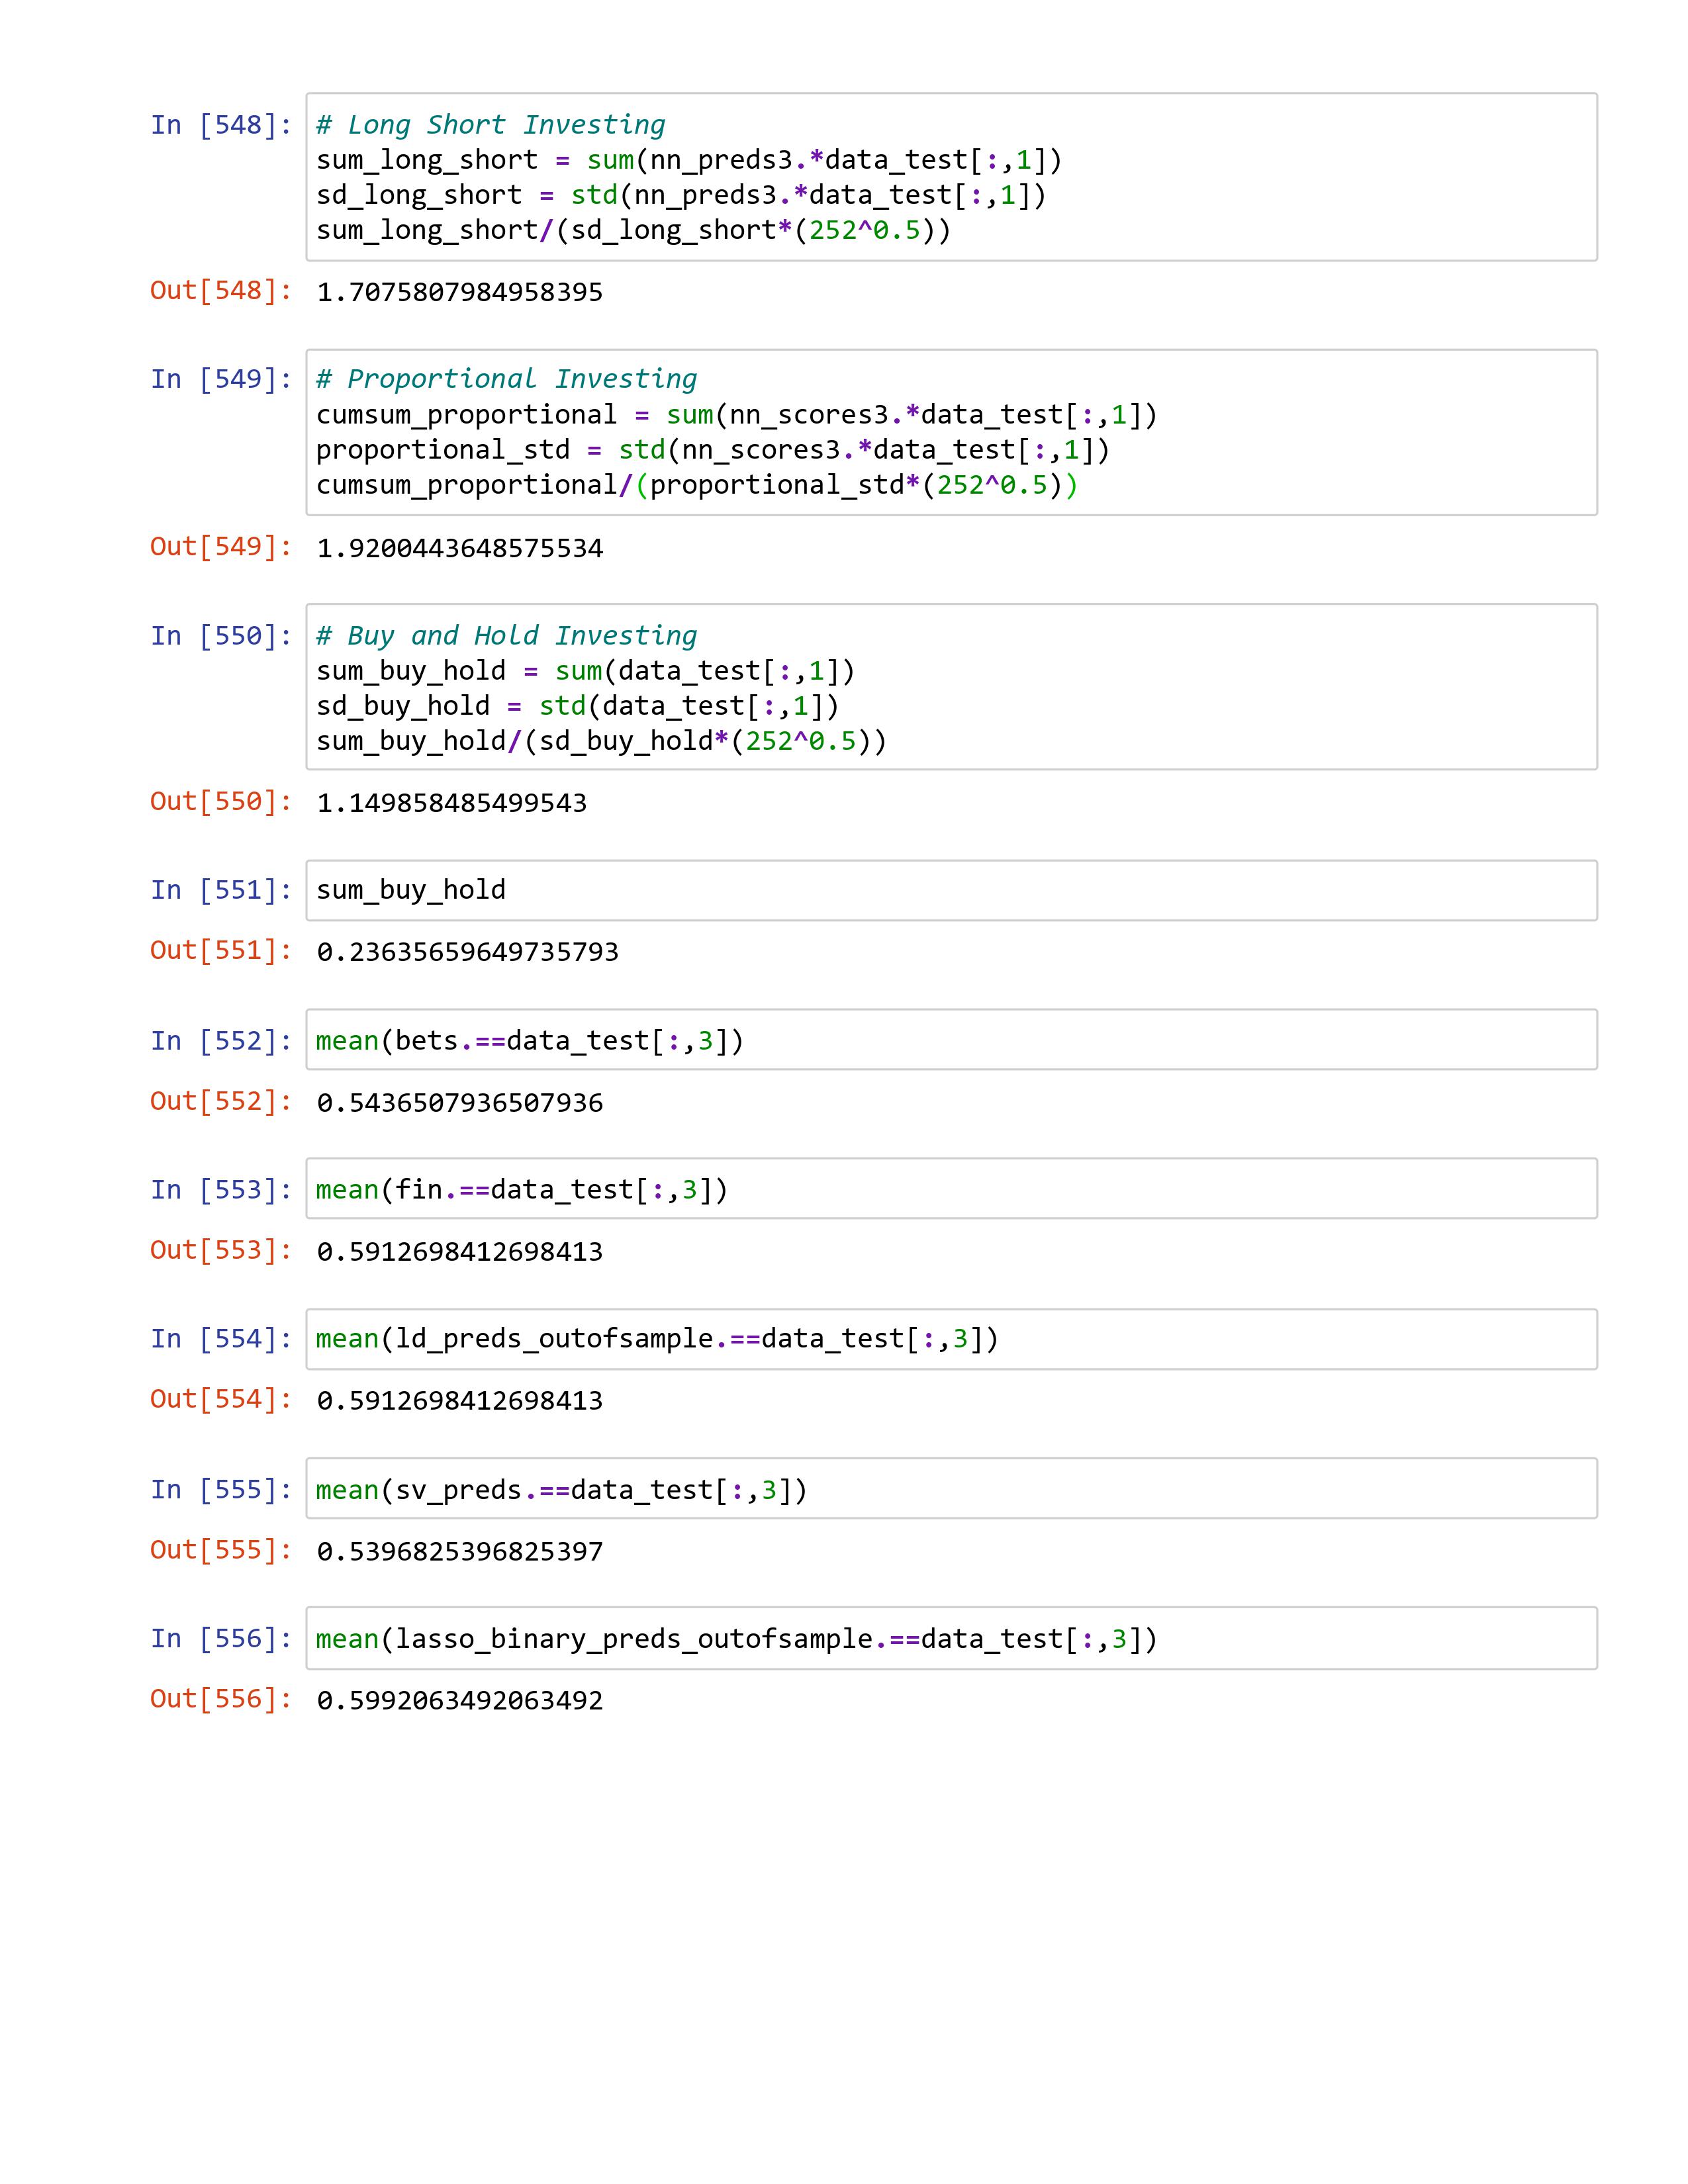 In [548]: # Long Short Investing
sum_long_short = sum(nn_preds3.*data_test[:,1])
sd_long_short = std(nn_preds3.*data_test[:,1])
sum_long_short/(sd_long_short*(252^0.5))
Out[548]: 1.7075807984958395
In [549]: # Proportional Investing
cumsum_proportional = sum(nn_scores3.*data_test[:,1])
proportional_std = std(nn_scores3.*data_test[:,1])
cumsum_proportional/(proportional_std*(252^0.5))
Out[549]: 1.9200443648575534
In [550]: # Buy and Hold Investing
sum_buy_hold = sum(data_test[:,1])
sd_buy_hold = std(data_test[:,1])
sum_buy_hold/(sd_buy_hold*(252^0.5))
Out[550]: 1.149858485499543
In [551]: sum_buy_hold
Out[551]: 0.23635659649735793
In [552]: mean(bets.==data_test[:,3])
Out[552]: 0.5436507936507936
In [553]: mean(fin.==data_test[:,3])
Out[553]: 0.5912698412698413
In [554]: mean(ld_preds_outofsample.==data_test[:,3])
Out[554]: 0.5912698412698413
In [555]: mean(sv_preds.==data_test[:,3])
Out[555]: 0.5396825396825397
In [556]: mean(lasso_binary_preds_outofsample.==data_test[:,3])
Out[556]: 0.5992063492063492